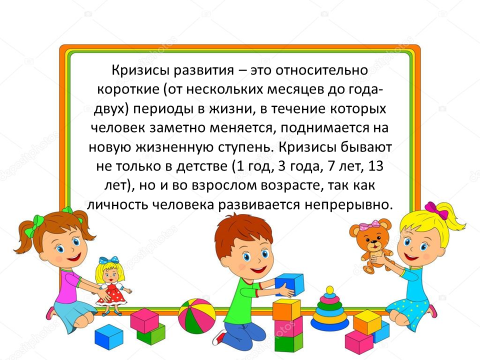 Кризисы развития – это относительно
короткие (от нескольких месяцев до года-
двух) периоды в жизни, в течение которых
человек заметно меняется, поднимается на
новую жизненную ступень. Кризисы бывают
не только в детстве (1 год, 3 года, 7 лет, 13
лет), но и во взрослом возрасте, так как
личность человека развивается непрерывно.